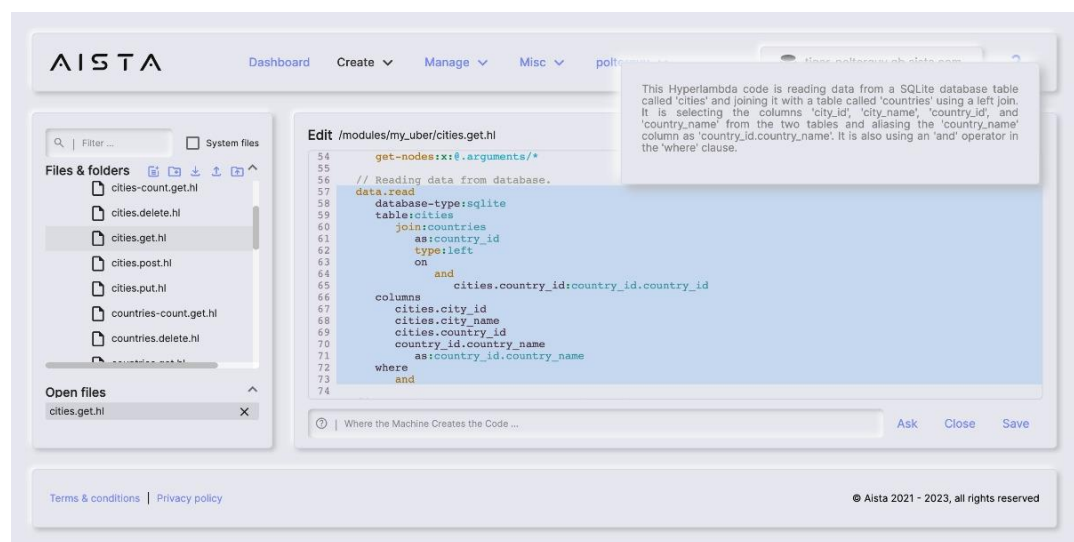 AISTA
Dashboard Create Manage Misc
This Hyperlambda code is reading data from a SQLite database table
called 'cities' and joining it with a table called 'countries' using a left join.
It is selecting the columns 'city_id', 'city_name', 'country_id', and
'country_name' from the two tables and aliasing the 'country_name'
column as 'country_id.country_name'. It is also using an 'and' operator in
the 'where' clause.
Filter ...
System files
Files & folders
cities-count.get.hl
cities.delete.hl
cities.get.hl
cities.post.hl
cities.put.hl
countries-count.get.hl
countries.delete.hl
Open files
cities.get.hl
Edit /modules/my_uber/cities.get.hl
54 get-nodes:x:@.arguments/*
55
56 // Reading data from database.
57 data.read
58 database-type:sqlite
59 table:cities
60 join:countries
61 as:country_id
62 type:left
63 on
64 and
65 cities.country_id:country_id.country_id
66 columns
67 cities.city_id
68 cities.city_name
69 cities.country_id
70 country_id.country_name
71 as:country_id.country_name
72 where
73 and
74
Where the Machine Creates the Code ...
Ask Close Save
Terms & conditions | Privacy policy
© Aista 2021 - 2023, all rights reserved